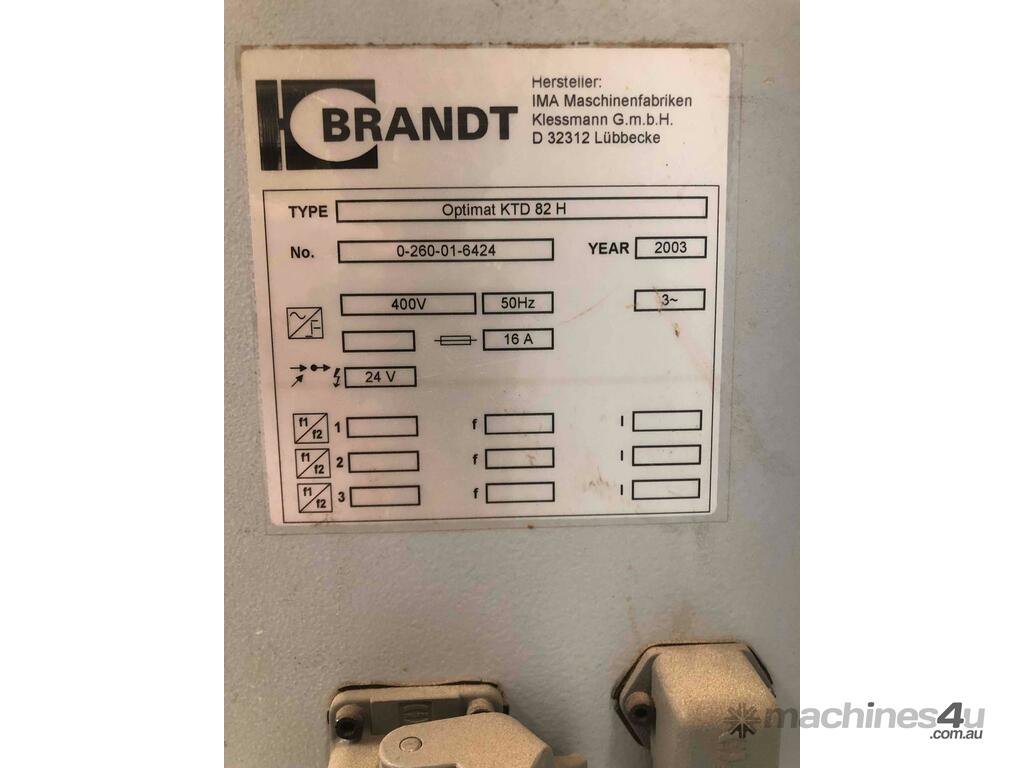 BRANDT
Hersteller:
IMA Maschinenfabriken
Klessmann G.m.b.H.
D 32312 Lübbecke
TYPE Optimat KTD 82 H
No. 0-260-01-6424 YEAR 2003
400V 50Hz 3~
16 A
24 V
f1 f2 1 f I
f1 f2 2 f I
f1 f2 3 f I
machines4u
.com.au